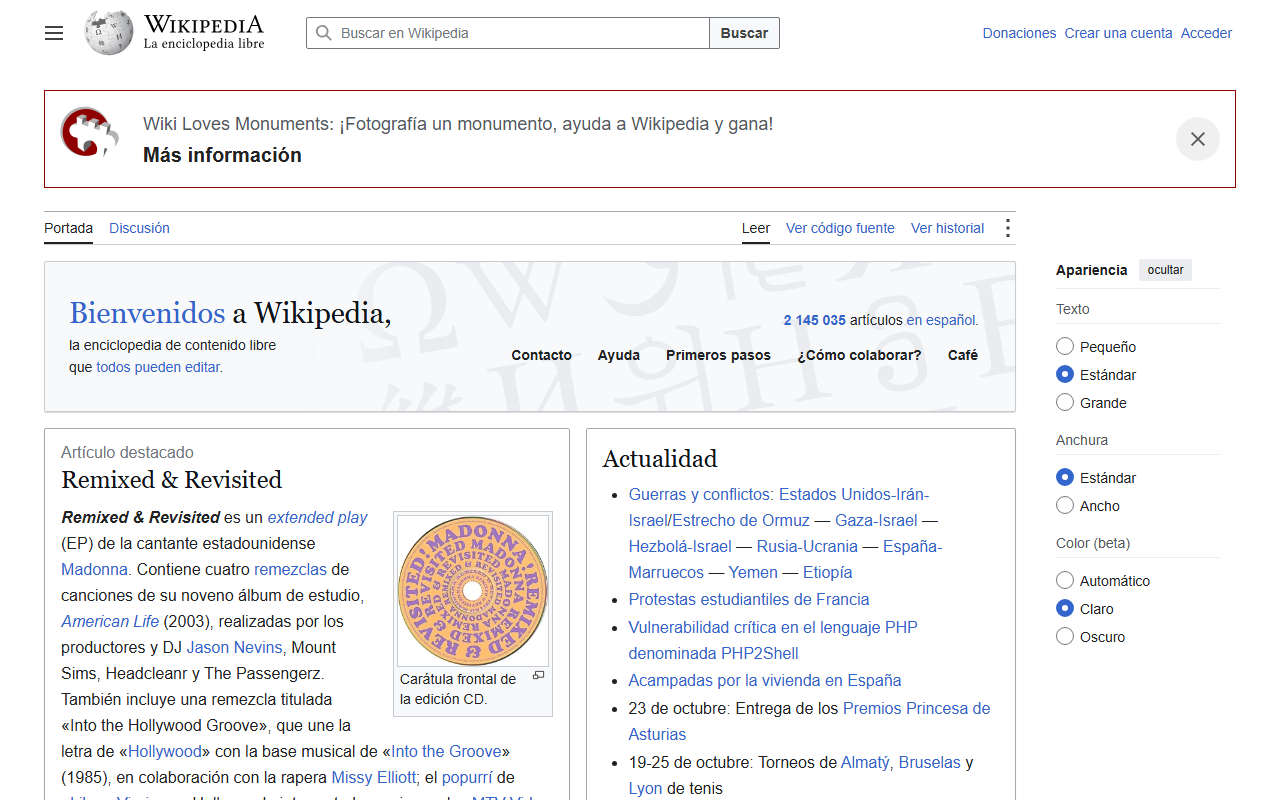 WIKIPEDIA
La enciclopedia libre
Buscar en Wikipedia
Buscar
Donaciones Crear una cuenta Acceder
Wiki Loves Monuments: ¡Fotografía un monumento, ayuda a Wikipedia y gana!
Más información
Portada Discusión
Leer Ver código fuente Ver historial
Bienvenidos a Wikipedia,
la enciclopedia de contenido libre
que todos pueden editar.
2 145 035 artículos en español.
Contacto Ayuda Primeros pasos ¿Cómo colaborar? Café
Apariencia ocultar
Texto
Pequeño
Estándar
Grande
Anchura
Estándar
Ancho
Color (beta)
Automático
Claro
Oscuro
Artículo destacado
Remixed & Revisited
Remixed & Revisited es un extended play
(EP) de la cantante estadounidense
Madonna. Contiene cuatro remezclas de
canciones de su noveno álbum de estudio,
American Life (2003), realizadas por los
productores y DJ Jason Nevins, Mount
Sims, Headcleanr y The Passengerz.
También incluye una remezcla titulada
«Into the Hollywood Groove», que une la
letra de «Hollywood» con la base musical de «Into the Groove»
(1985), en colaboración con la rapera Missy Elliott; el popurrí de
MADONNA! REMIXED & REVISITED!
Carátula frontal de
la edición CD.
Actualidad
Guerras y conflictos: Estados Unidos-Irán-
Israel/Estrecho de Ormuz — Gaza-Israel —
Hezbolá-Israel — Rusia-Ucrania — España-
Marruecos — Yemen — Etiopía
Protestas estudiantiles de Francia
Vulnerabilidad crítica en el lenguaje PHP
denominada PHP2Shell
Acampadas por la vivienda en España
23 de octubre: Entrega de los Premios Princesa de
Asturias
19-25 de octubre: Torneos de Almatý, Bruselas y
Lyon de tenis